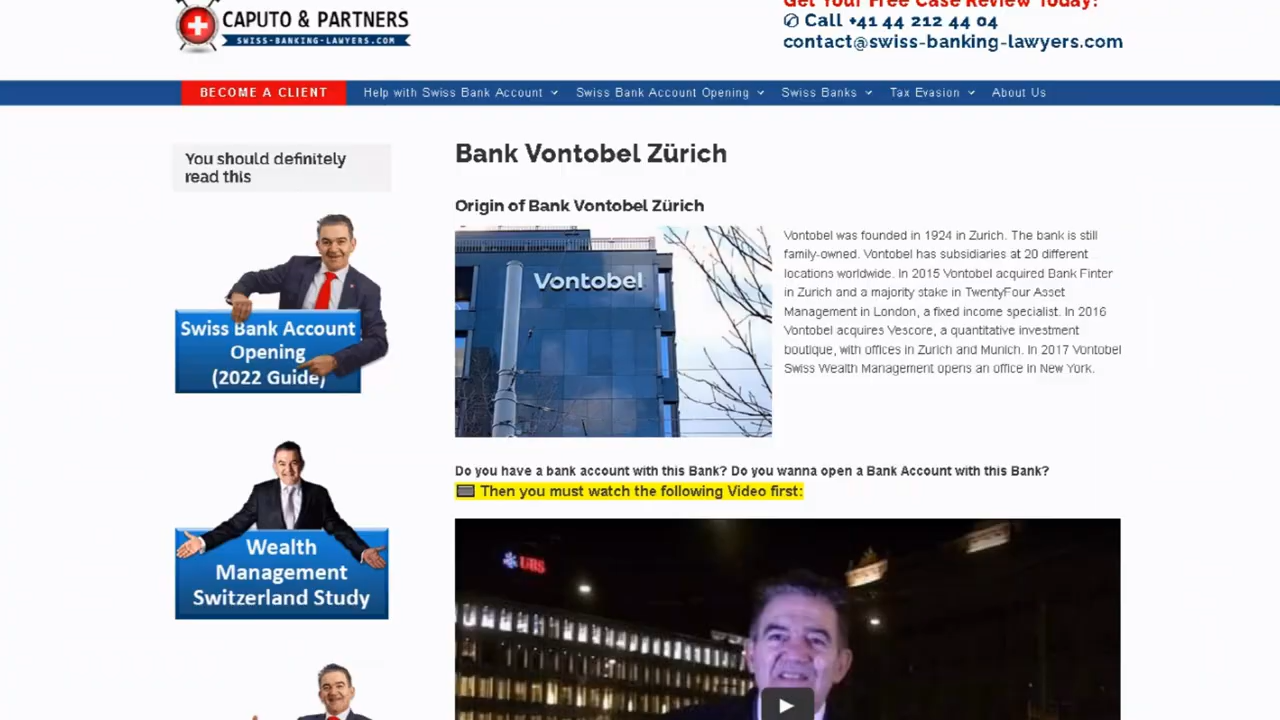 Get Your Free Case Review Today!
CAPUTO & PARTNERS
SWISS-BANKING-LAWYERS.COM
✆ Call +41 44 212 44 04
contact@swiss-banking-lawyers.com
BECOME A CLIENT Help with Swiss Bank Account Swiss Bank Account Opening Swiss Banks Tax Evasion About Us
You should definitely
read this
Swiss Bank Account
Opening
(2022 Guide)
Wealth
Management
Switzerland Study
Bank Vontobel Zürich
Origin of Bank Vontobel Zürich
Vontobel
Vontobel was founded in 1924 in Zurich. The bank is still
family-owned. Vontobel has subsidiaries at 20 different
locations worldwide. In 2015 Vontobel acquired Bank Finter
in Zurich and a majority stake in TwentyFour Asset
Management in London, a fixed income specialist. In 2016
Vontobel acquires Vescore, a quantitative investment
boutique, with offices in Zurich and Munich. In 2017 Vontobel
Swiss Wealth Management opens an office in New York.
Do you have a bank account with this Bank? Do you wanna open a Bank Account with this Bank?
Then you must watch the following Video first:
UBS